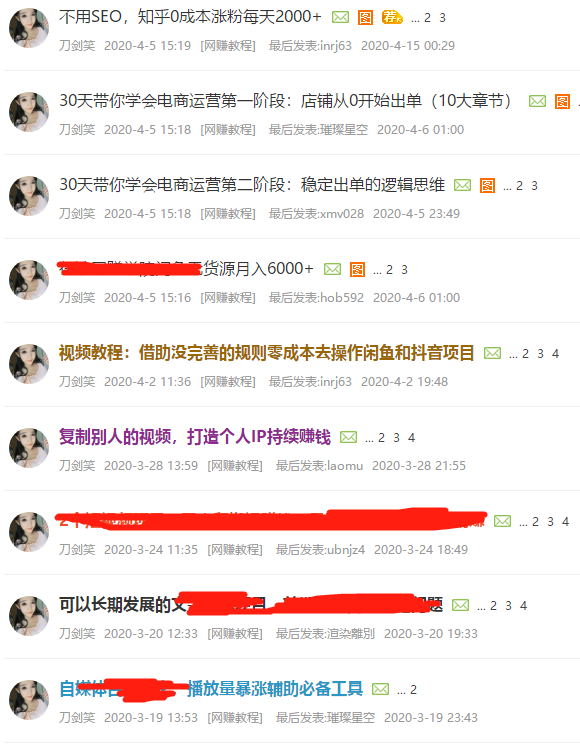 不用SEO，知乎0成本涨粉每天2000+ 图 荐 ... 2 3
刀剑笑 2020-4-5 15:19 [网赚教程] 最后发表:inrj63 2020-4-15 00:29
30天带你学会电商运营第一阶段：店铺从0开始出单（10大章节） 图 .
刀剑笑 2020-4-5 15:18 [网赚教程] 最后发表:璀璨星空 2020-4-6 01:00
30天带你学会电商运营第二阶段：稳定出单的逻辑思维 图 ... 2 3
刀剑笑 2020-4-5 15:18 [网赚教程] 最后发表:xmv028 2020-4-5 23:49
货源月入6000+ 图 ... 2 3
刀剑笑 2020-4-5 15:16 [网赚教程] 最后发表:hob592 2020-4-6 01:00
视频教程：借助没完善的规则零成本去操作闲鱼和抖音项目 ... 2 3 4
刀剑笑 2020-4-2 11:36 [网赚教程] 最后发表:inrj63 2020-4-2 19:48
复制别人的视频，打造个人IP持续赚钱 ... 2 3 4
刀剑笑 2020-3-28 13:59 [网赚教程] 最后发表:laomu 2020-3-28 21:55
... 2 3 4
刀剑笑 2020-3-24 11:35 [网赚教程] 最后发表:ubnjz4 2020-3-24 18:49
可以长期发展的文 题 ... 2 3 4
刀剑笑 2020-3-20 12:33 [网赚教程] 最后发表:渲染離別 2020-3-20 19:33
自媒体 播放量暴涨辅助必备工具 ... 2
刀剑笑 2020-3-19 13:53 [网赚教程] 最后发表:璀璨星空 2020-3-19 23:43